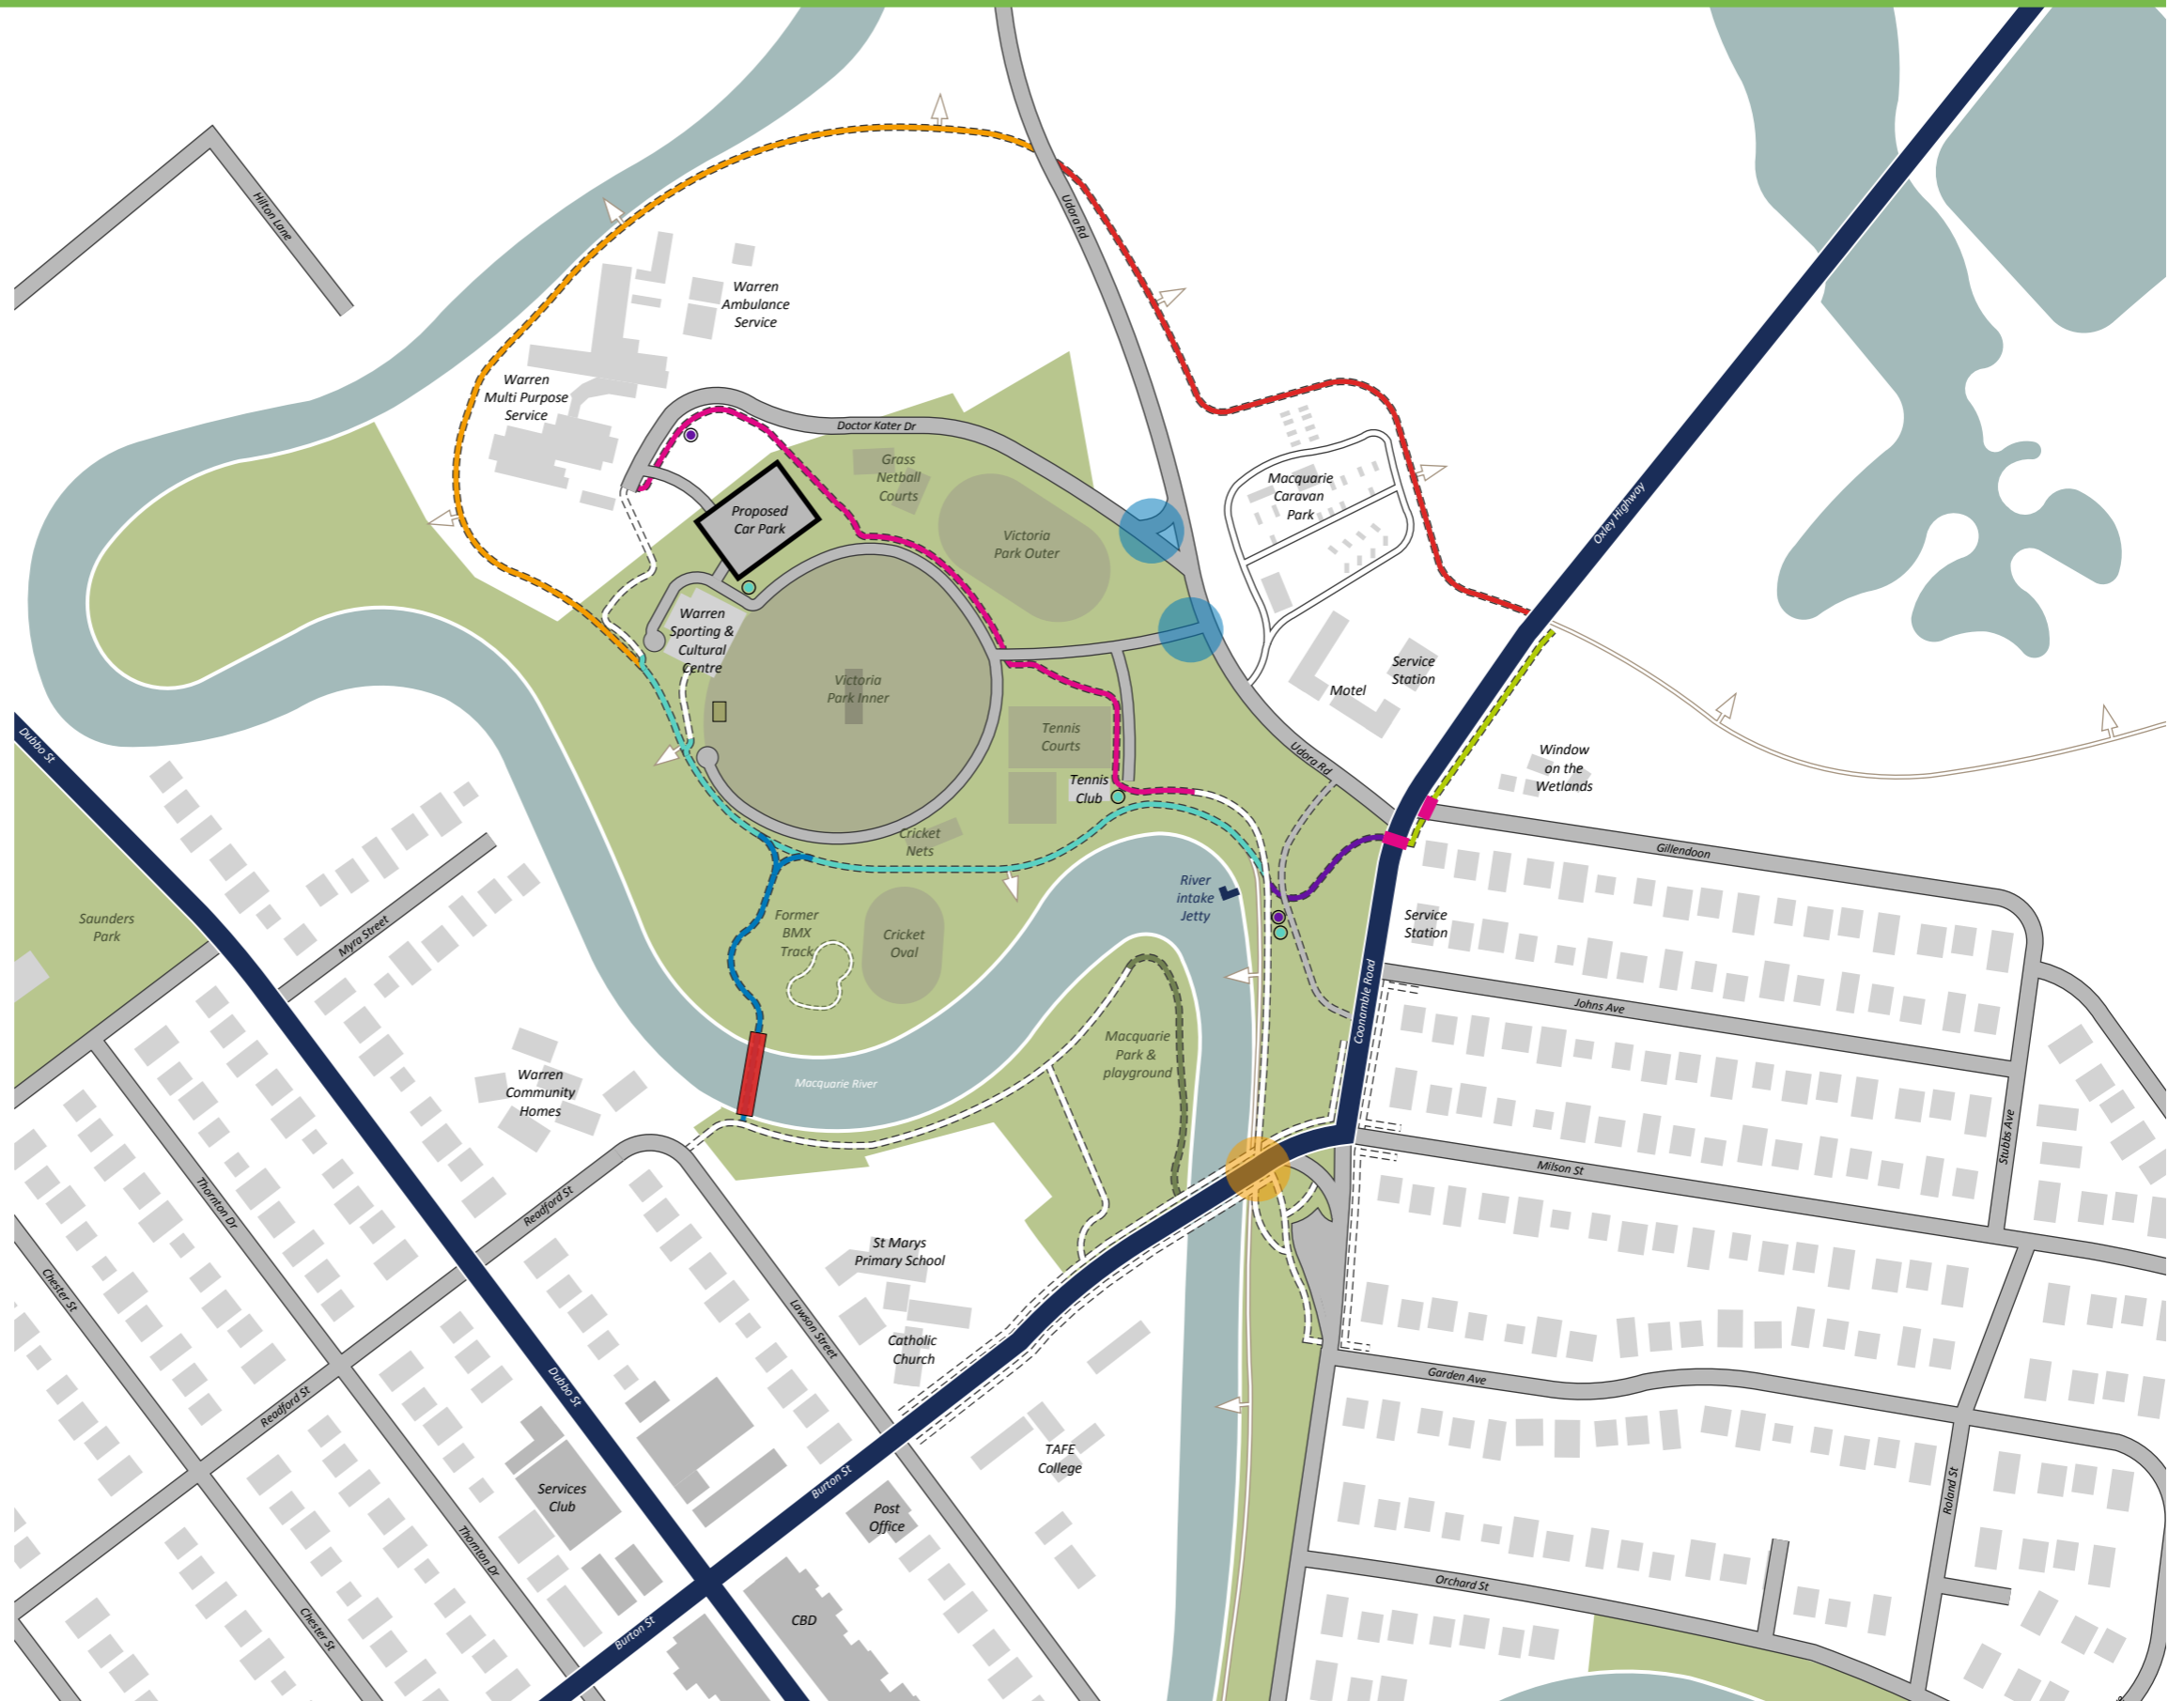 Hilton Lane
Udora Rd
Warren
Ambulance
Service
Warren
Multi Purpose
Service
Doctor Kater Dr
Grass
Netball
Courts
Macquarie
Caravan
Park
Oxley Highway
Proposed
Car Park
Victoria
Park Outer
Warren
Sporting &
Cultural
Centre
Victoria
Park Inner
Service
Station
Motel
Dubbo St
Tennis
Courts
Udora Rd
Window
on the
Wetlands
Tennis
Club
Cricket
Nets
Gillendoon
River
intake
Jetty
Saunders
Park
Myra Street
Former
BMX
Track
Cricket
Oval
Service
Station
Coonamble Road
Johns Ave
Macquarie
Park &
playground
Warren
Community
Homes
Macquarie River
Stubbs Ave
Milson St
Thornton Dr
Readford St
St Marys
Primary School
Chester St
Lawson Street
Catholic
Church
Dubbo St
Garden Ave
Readford St
TAFE
College
Burton St
Services
Club
Post
Office
Roland St
Thornton Dr
Orchard St
CBD
Chester St
Burton St